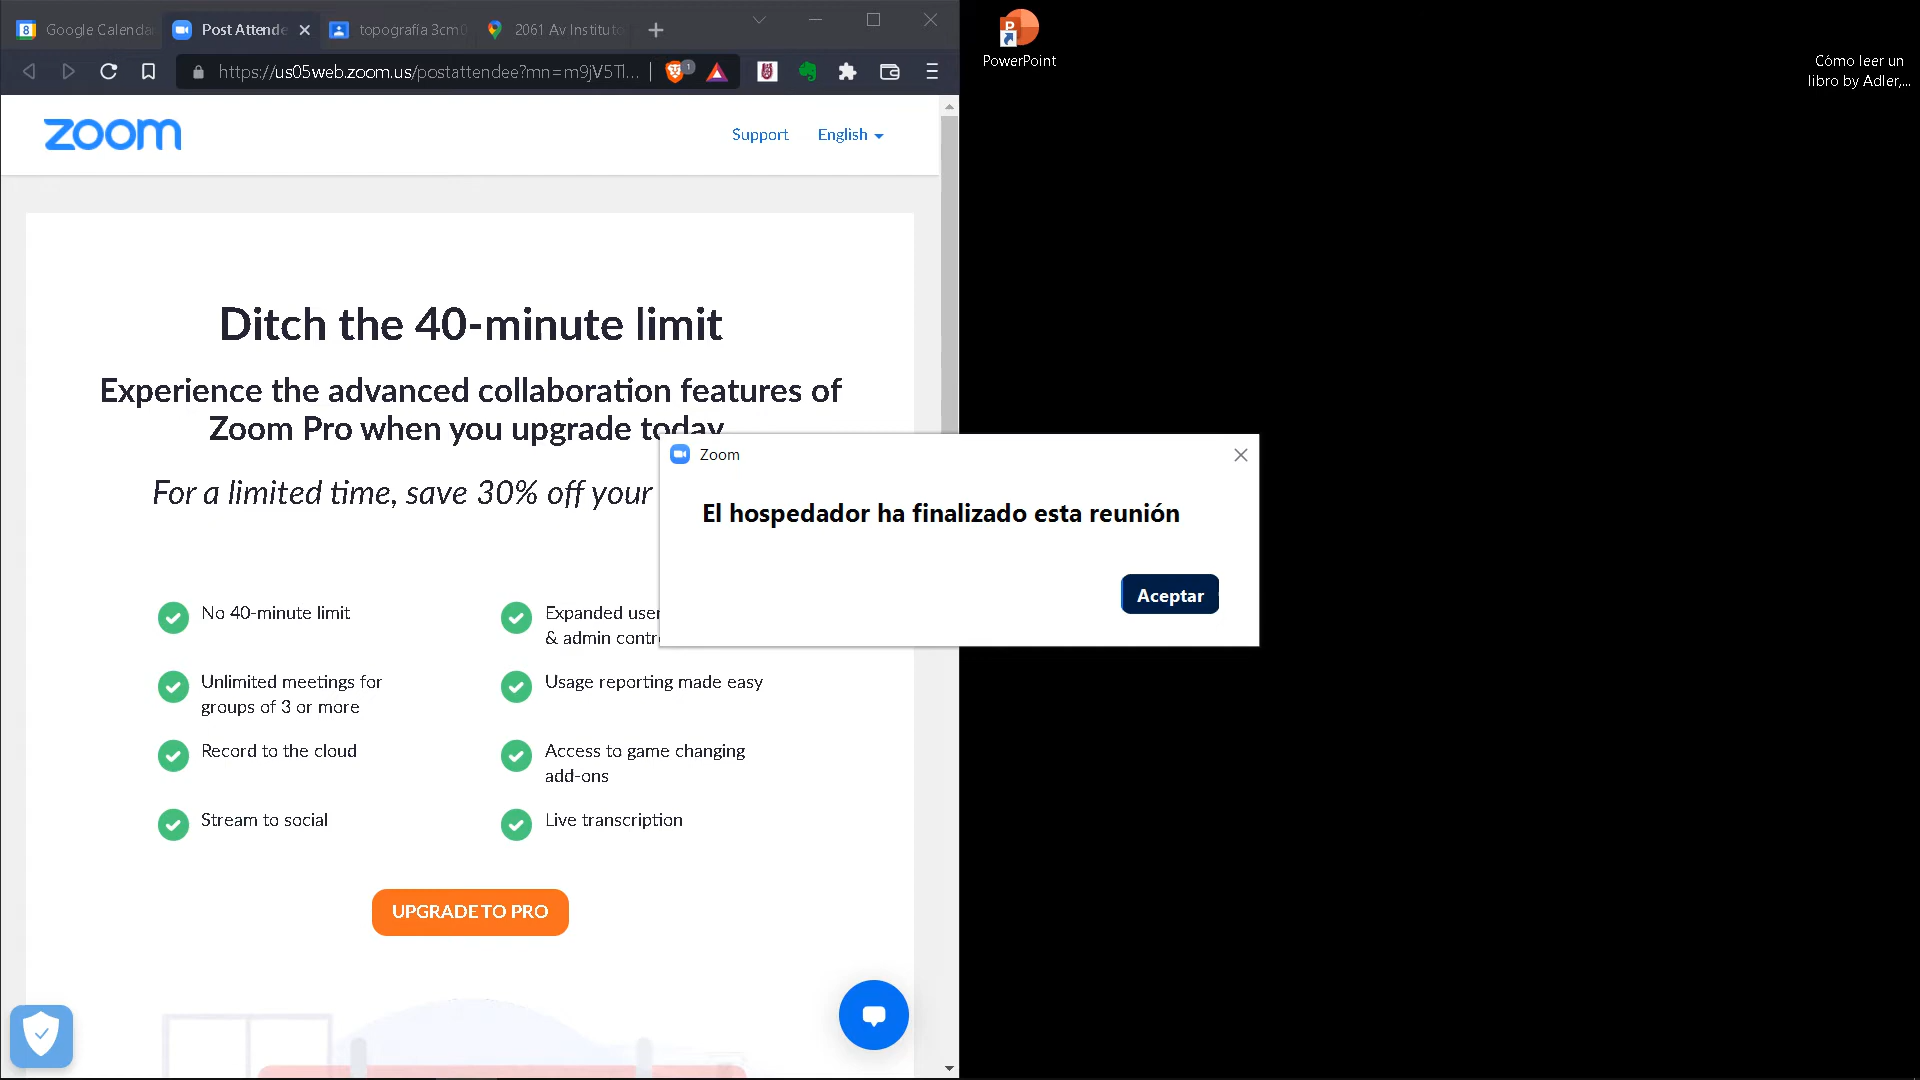 Google Calenda
Post Attende
topografía 3cm
2061 Av Instituto
https://us05web.zoom.us/postattendee?mn=m9jV5Tl...
1
zoom
Support
English
Ditch the 40-minute limit
Experience the advanced collaboration features of
Zoom Pro when you upgrade today
For a limited time, save 30% off your
No 40-minute limit
Expanded user
& admin contr
Unlimited meetings for
groups of 3 or more
Usage reporting made easy
Record to the cloud
Access to game changing
add-ons
Stream to social
Live transcription
UPGRADE TO PRO
Zoom
El hospedador ha finalizado esta reunión
Aceptar
PowerPoint
Cómo leer un
libro by Adler,...